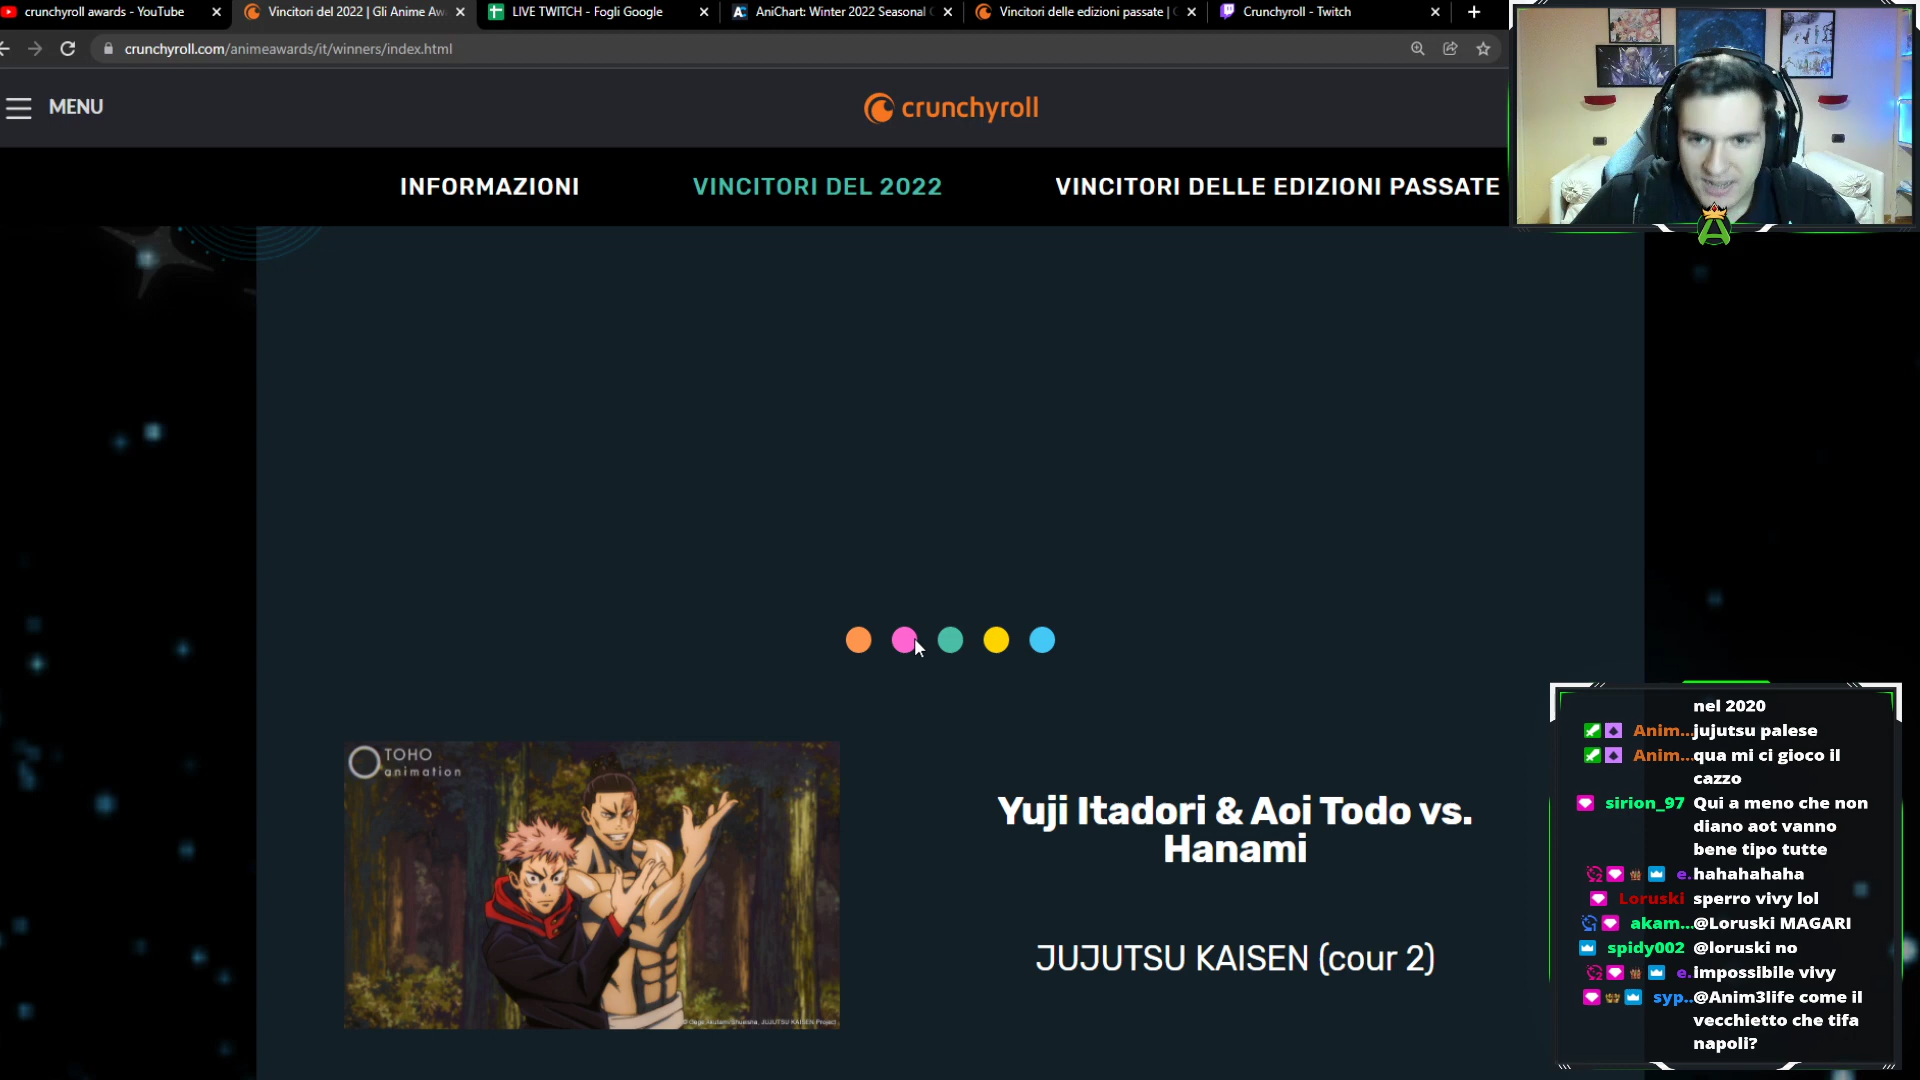 crunchyroll awards - YouTube
Vincitori del 2022 | Gli Anime Aw
LIVE TWITCH - Fogli Google
AniChart: Winter 2022 Seasonal
Vincitori delle edizioni passate |
Crunchyroll - Twitch
crunchyroll.com/animeawards/it/winners/index.html
MENU
crunchyroll
INFORMAZIONI
VINCITORI DEL 2022
VINCITORI DELLE EDIZIONI PASSATE
TOHO
animation
Yuji Itadori & Aoi Todo vs.
Hanami
JUJUTSU KAISEN (cour 2)
nel 2020
Anim...jujutsu palese
Anim...qua mi ci gioco il
cazzo
sirion_97 Qui a meno che non
diano aot vanno
bene tipo tutte
e.hahahahaha
Loruski sperro vivy lol
akam...@Loruski MAGARI
spidy002 @loruski no
e.impossibile vivy
syp..@Anim3life come il
vecchietto che tifa
napoli?